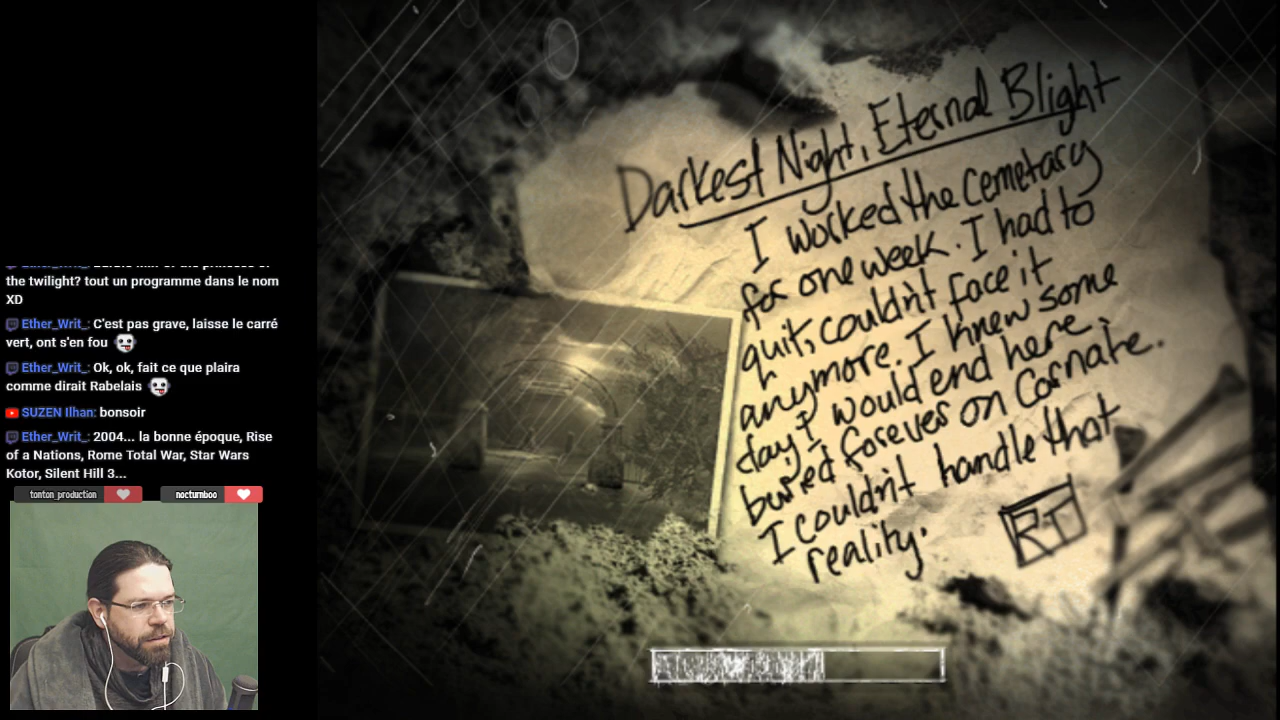 the twilight? tout un programme dans le nom
XD
Ether_Writ_: C'est pas grave, laisse le carré
vert, ont s'en fou
Ether_Writ_: Ok, ok, fait ce que plaira
comme dirait Rabelais
SUZEN Ilhan: bonsoir
Ether_Writ_: 2004... la bonne époque, Rise
of a Nations, Rome Total War, Star Wars
Kotor, Silent Hill 3...
tonton_production
nocturnboo
Darkest Night, Eternal Blight
I worked the Cemetary
for one week. I had to
quit, couldn't face it
anymore. I knew some
day I would end here,
buried forever on Carnate.
I couldn't handle that
reality.
RJ